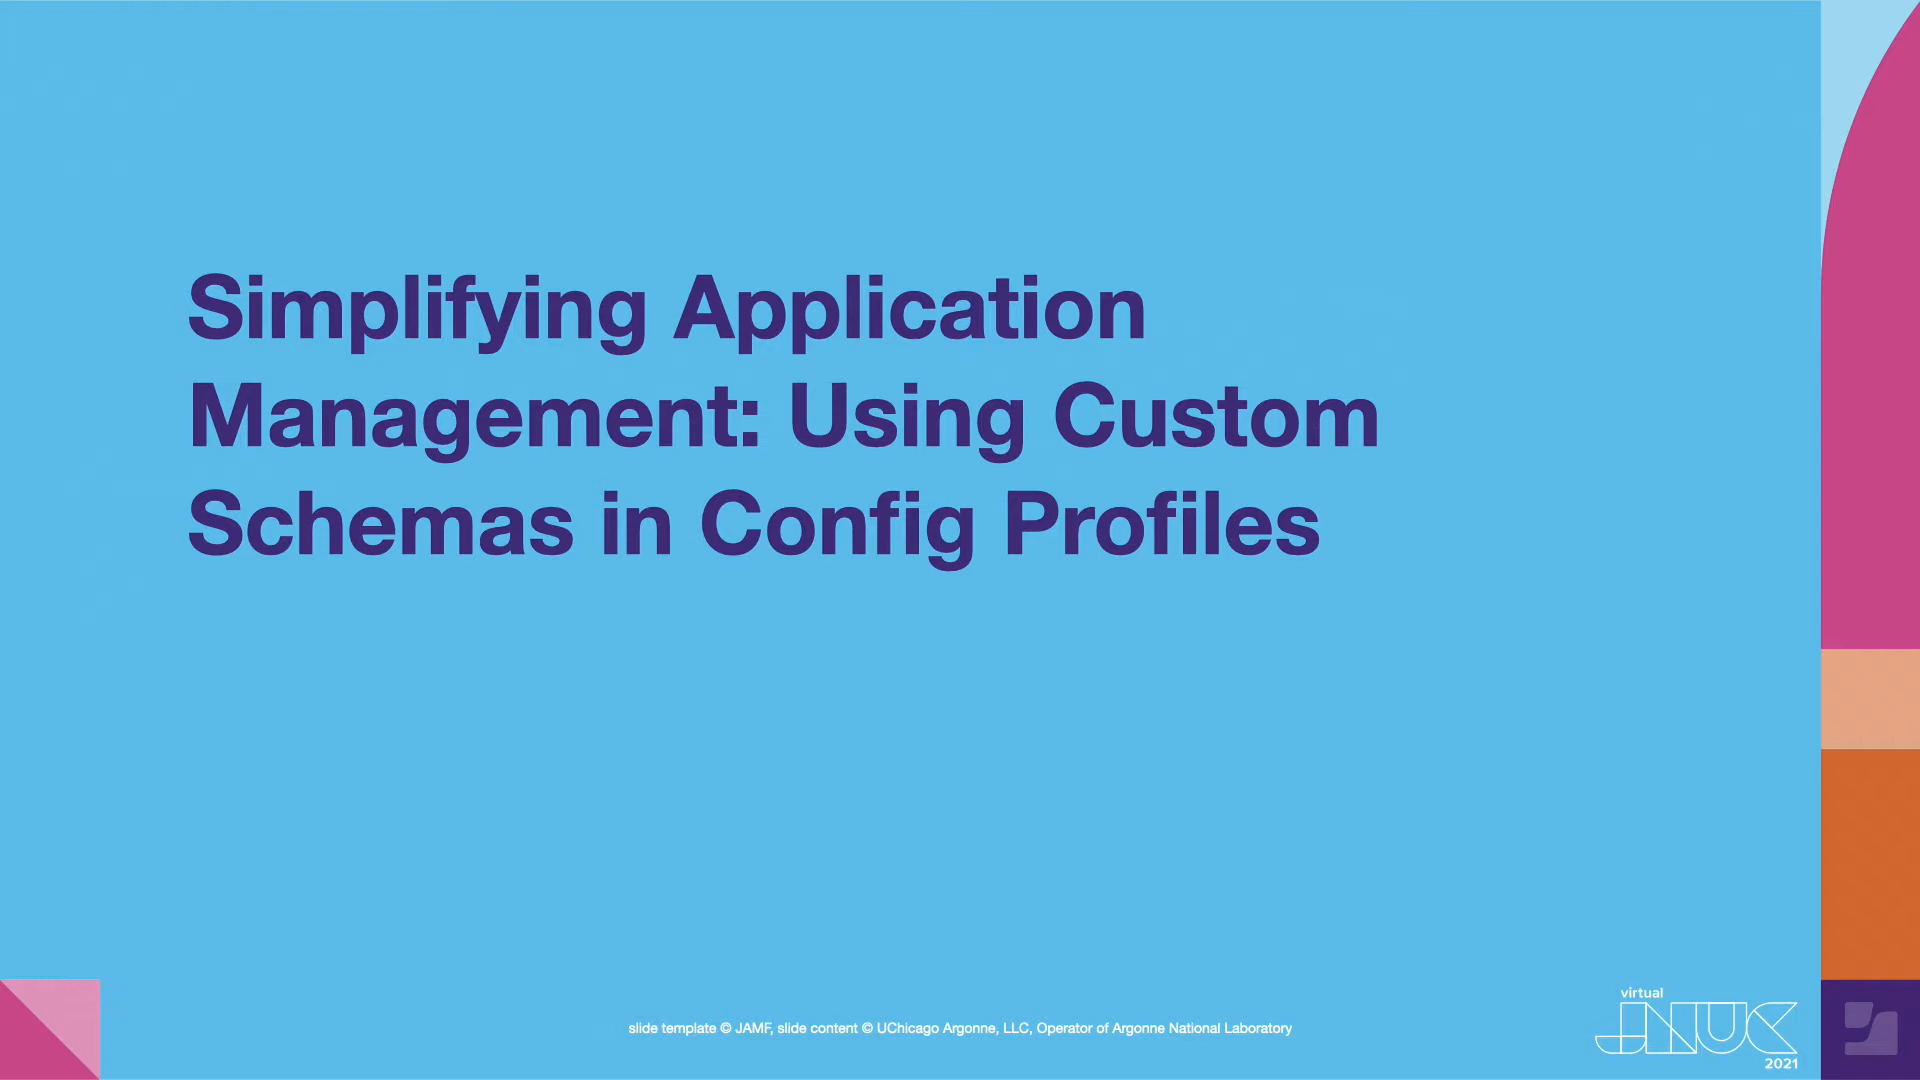 Simplifying Application
Management: Using Custom
Schemas in Config Profiles
slide template © JAMF, slide content © UChicago Argonne, LLC, Operator of Argonne National Laboratory
virtual
JNUC
2021